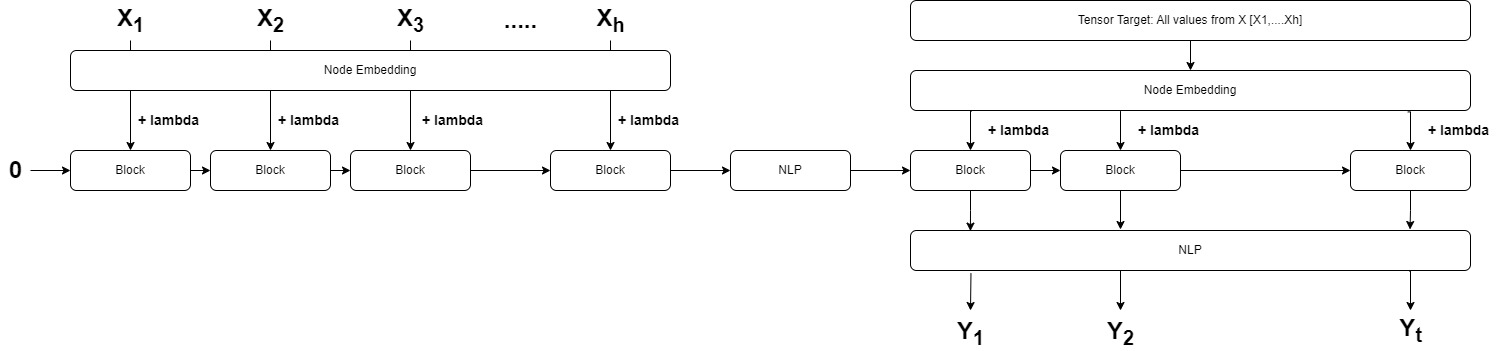 X1 X2 X3 ..... Xh
Node Embedding
+ lambda + lambda + lambda + lambda
0 Block Block Block Block NLP
Tensor Target: All values from X [X1,....Xh]
Node Embedding
+ lambda + lambda + lambda
Block Block Block
NLP
Y1 Y2 Yt